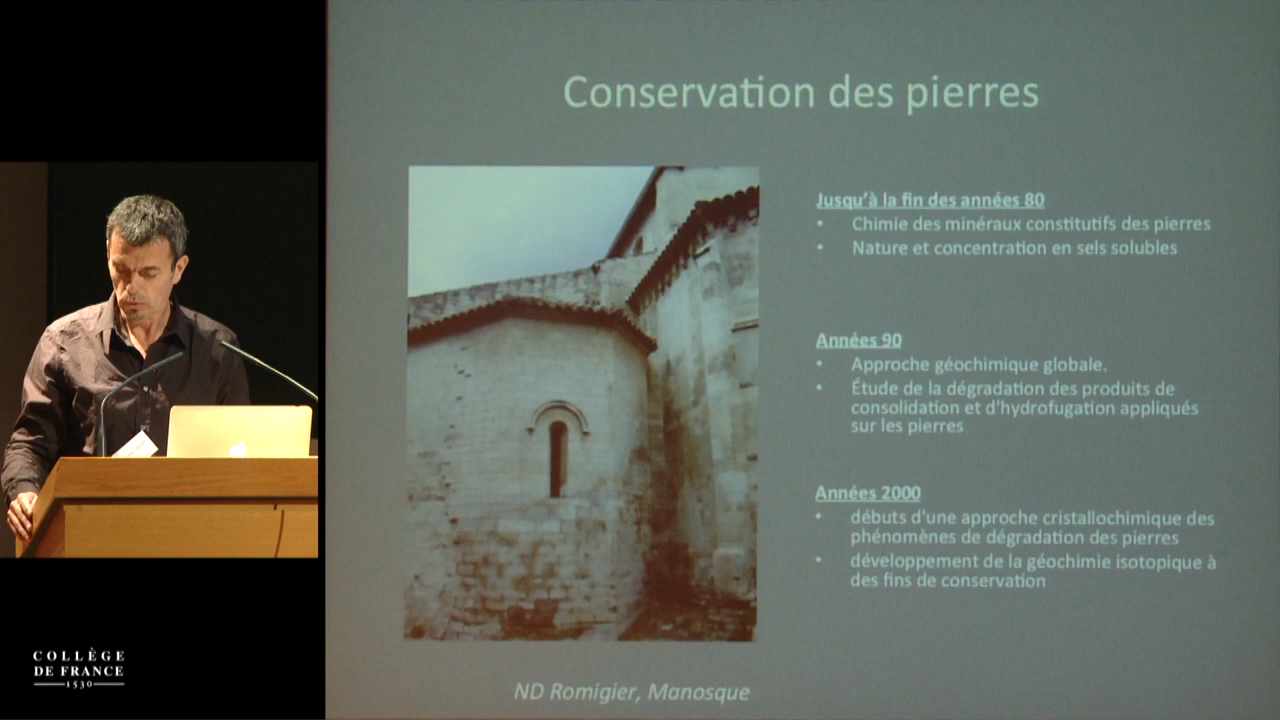 Conservation des pierres
Jusqu'à la fin des années 80
• Chimie des minéraux constitutifs des pierres
• Nature et concentration en sels solubles
Années 90
• Approche géochimique globale.
• Étude de la dégradation des produits de
consolidation et d'hydrofugation appliqués
sur les pierres
Années 2000
• débuts d'une approche cristallochimique des
phénomènes de dégradation des pierres
• développement de la géochimie isotopique à
des fins de conservation
ND Romigier, Manosque
COLLÈGE
DE FRANCE
1530